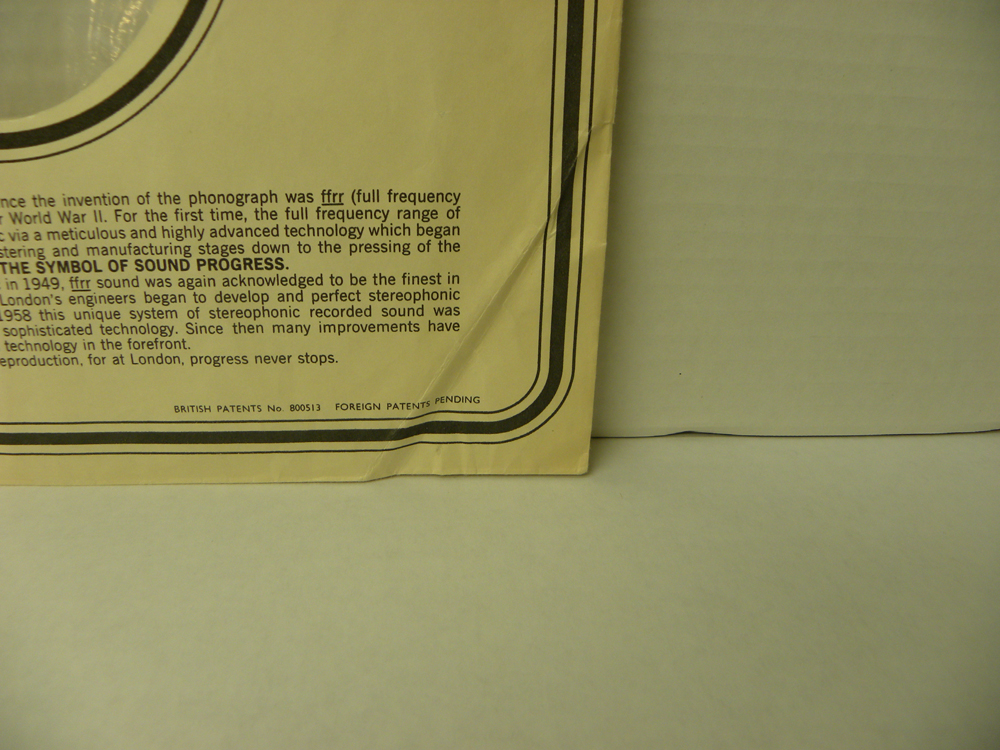 nce the invention of the phonograph was ffrr (full frequency
r World War II. For the first time, the full frequency range of
c via a meticulous and highly advanced technology which began
stering and manufacturing stages down to the pressing of the
THE SYMBOL OF SOUND PROGRESS.
in 1949, ffrr sound was again acknowledged to be the finest in
London's engineers began to develop and perfect stereophonic
1958 this unique system of stereophonic recorded sound was
sophisticated technology. Since then many improvements have
technology in the forefront.
eproduction, for at London, progress never stops.
BRITISH PATENTS No. 800513 FOREIGN PATENTS PENDING